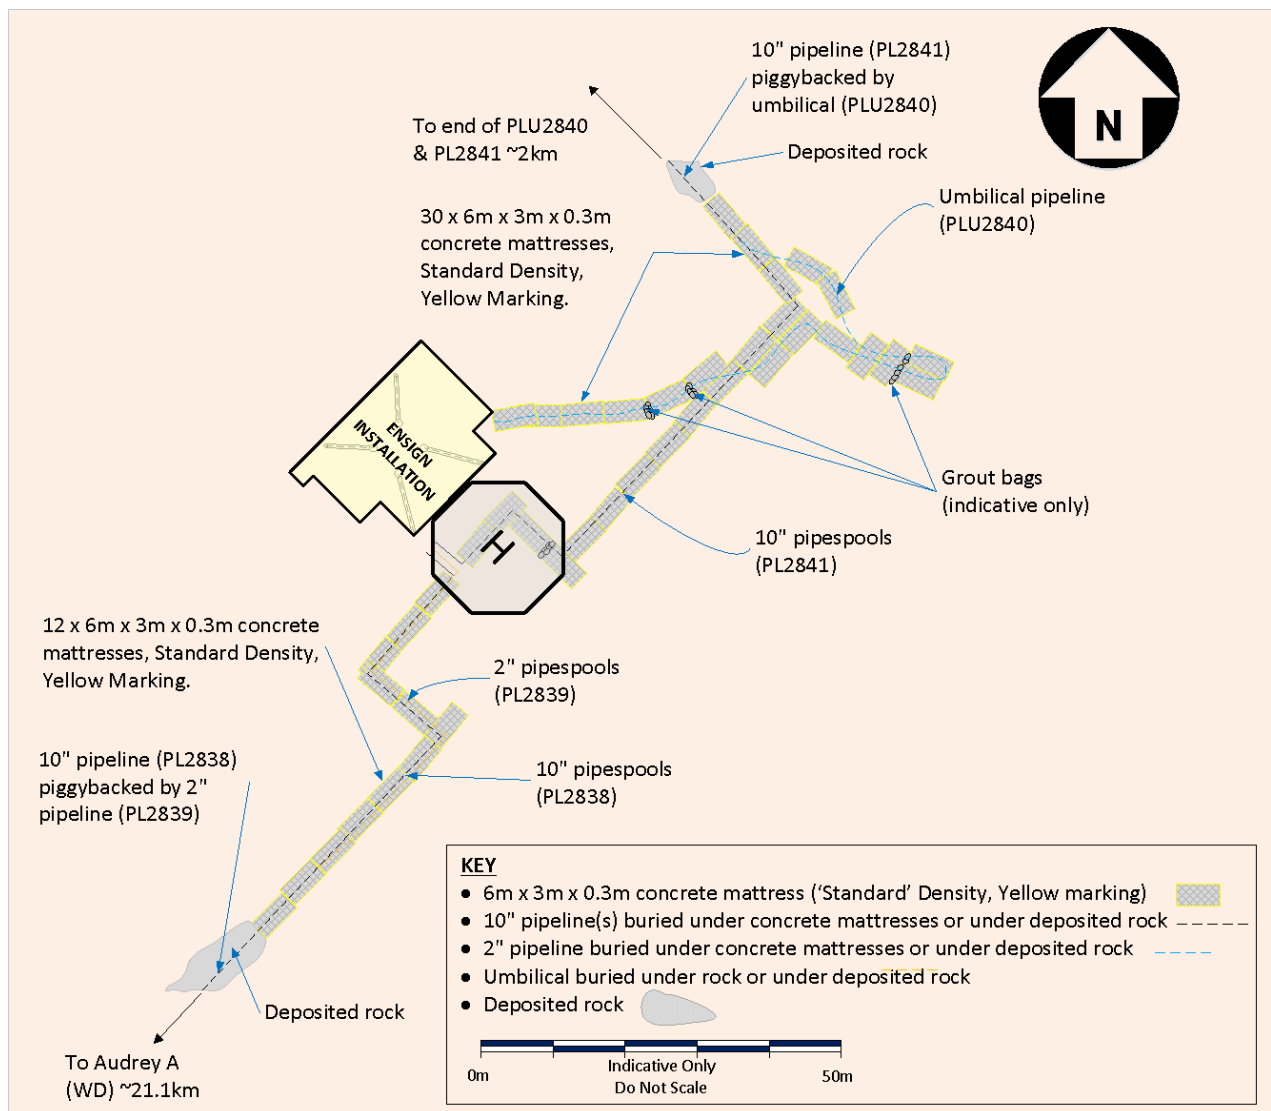 10" pipeline (PL2841)
piggybacked by
umbilical (PLU2840)
N
To end of PLU2840
& PL2841 ~2km
Deposited rock
Umbilical pipeline
(PLU2840)
30 x 6m x 3m x 0.3m
concrete mattresses,
Standard Density,
Yellow Marking.
ENSIGN
INSTALLATION
Grout bags
(indicative only)
H
10" pipespools
(PL2841)
12 x 6m x 3m x 0.3m concrete
mattresses, Standard Density,
Yellow Marking.
2" pipespools
(PL2839)
10" pipeline (PL2838)
piggybacked by 2"
pipeline (PL2839)
10" pipespools
(PL2838)
Deposited rock
To Audrey A
(WD) ~21.1km
KEY
● 6m x 3m x 0.3m concrete mattress (‘Standard’ Density, Yellow marking)
● 10" pipeline(s) buried under concrete mattresses or under deposited rock
● 2" pipeline buried under concrete mattresses or under deposited rock
● Umbilical buried under rock or under deposited rock
● Deposited rock
0m
Indicative Only
Do Not Scale
50m